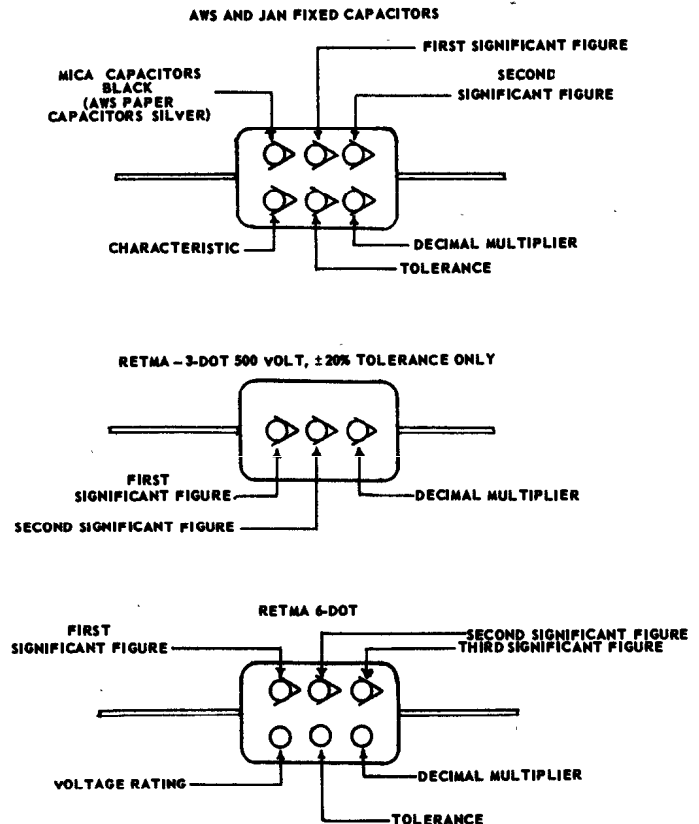 AWS AND JAN FIXED CAPACITORS
FIRST SIGNIFICANT FIGURE
MICA CAPACITORS
BLACK
(AWS PAPER
CAPACITORS SILVER)
SECOND
SIGNIFICANT FIGURE
CHARACTERISTIC
DECIMAL MULTIPLIER
TOLERANCE
RETMA – 3-DOT 500 VOLT, ±20% TOLERANCE ONLY
FIRST
SIGNIFICANT FIGURE
DECIMAL MULTIPLIER
SECOND SIGNIFICANT FIGURE
RETMA 6-DOT
FIRST
SIGNIFICANT FIGURE
SECOND SIGNIFICANT FIGURE
THIRD SIGNIFICANT FIGURE
VOLTAGE RATING
DECIMAL MULTIPLIER
TOLERANCE